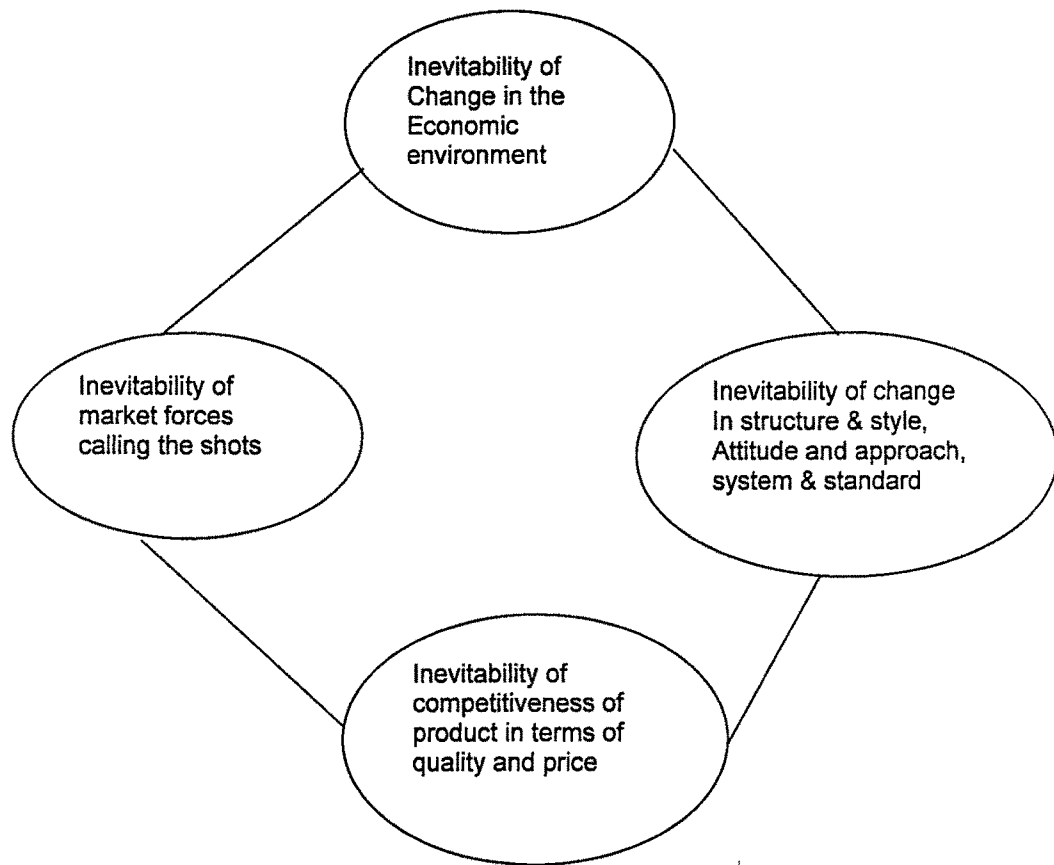 Inevitability of
Change in the
Economic
environment
Inevitability of
market forces
calling the shots
Inevitability of change
In structure & style,
Attitude and approach,
system & standard
Inevitability of
competitiveness of
product in terms of
quality and price